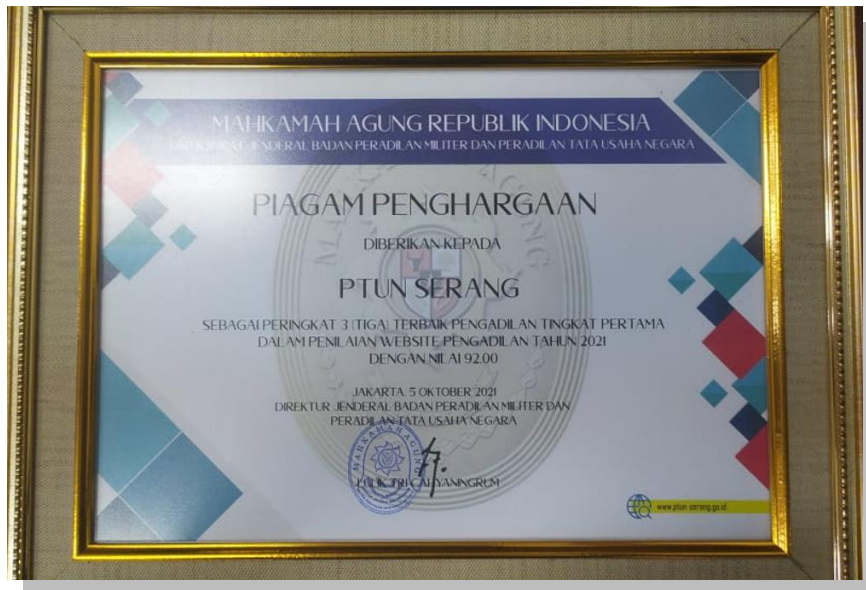 MAHKAMAH AGUNG REPUBLIK INDONESIA
DIREKTORAT JENDERAL BADAN PERADILAN MILITER DAN PERADILAN TATA USAHA NEGARA
PIAGAM PENGHARGAAN
DIBERIKAN KEPADA
PTUN SERANG
SEBAGAI PERINGKAT 3 (TIGA) TERBAIK PENGADILAN TINGKAT PERTAMA
DALAM PENILAIAN WEBSITE PENGADILAN TAHUN 2021
DENGAN NILAI 92.00
JAKARTA, 5 OKTOBER 2021
DIREKTUR JENDERAL BADAN PERADILAN MILITER DAN
PERADILAN TATA USAHA NEGARA
MAHKAMAH AGUNG
LULIK TRI CAHYANINGRUM
www.ptun-serang.go.id